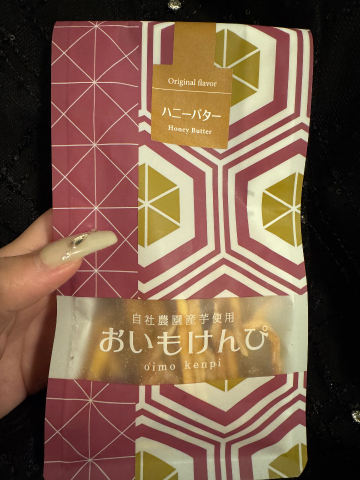 Original flavor
ハニーバター
Honey Butter
自社農園産芋使用
おいもけんぴ
oimo kenpi